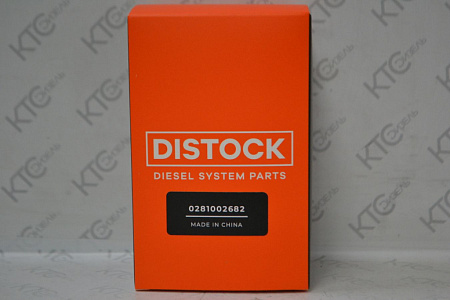 DISTOCK
DIESEL SYSTEM PARTS
0281002682
MADE IN CHINA